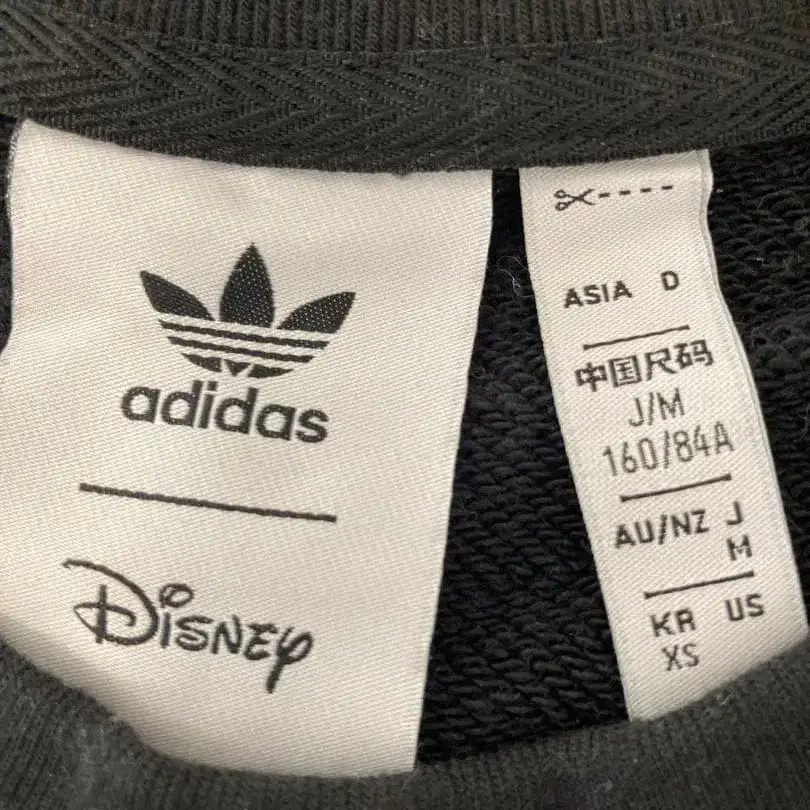 adidas
Disney
ASIA D
中国尺码
J/M
160/84A
AU/NZ J
M
KR US
XS